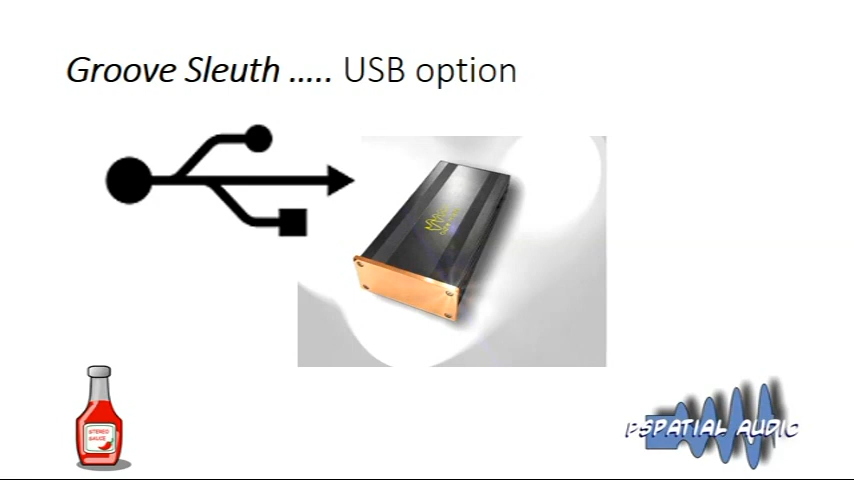 Groove Sleuth ..... USB option
STEREO
SAUCE
PSPATIAL AUDIO